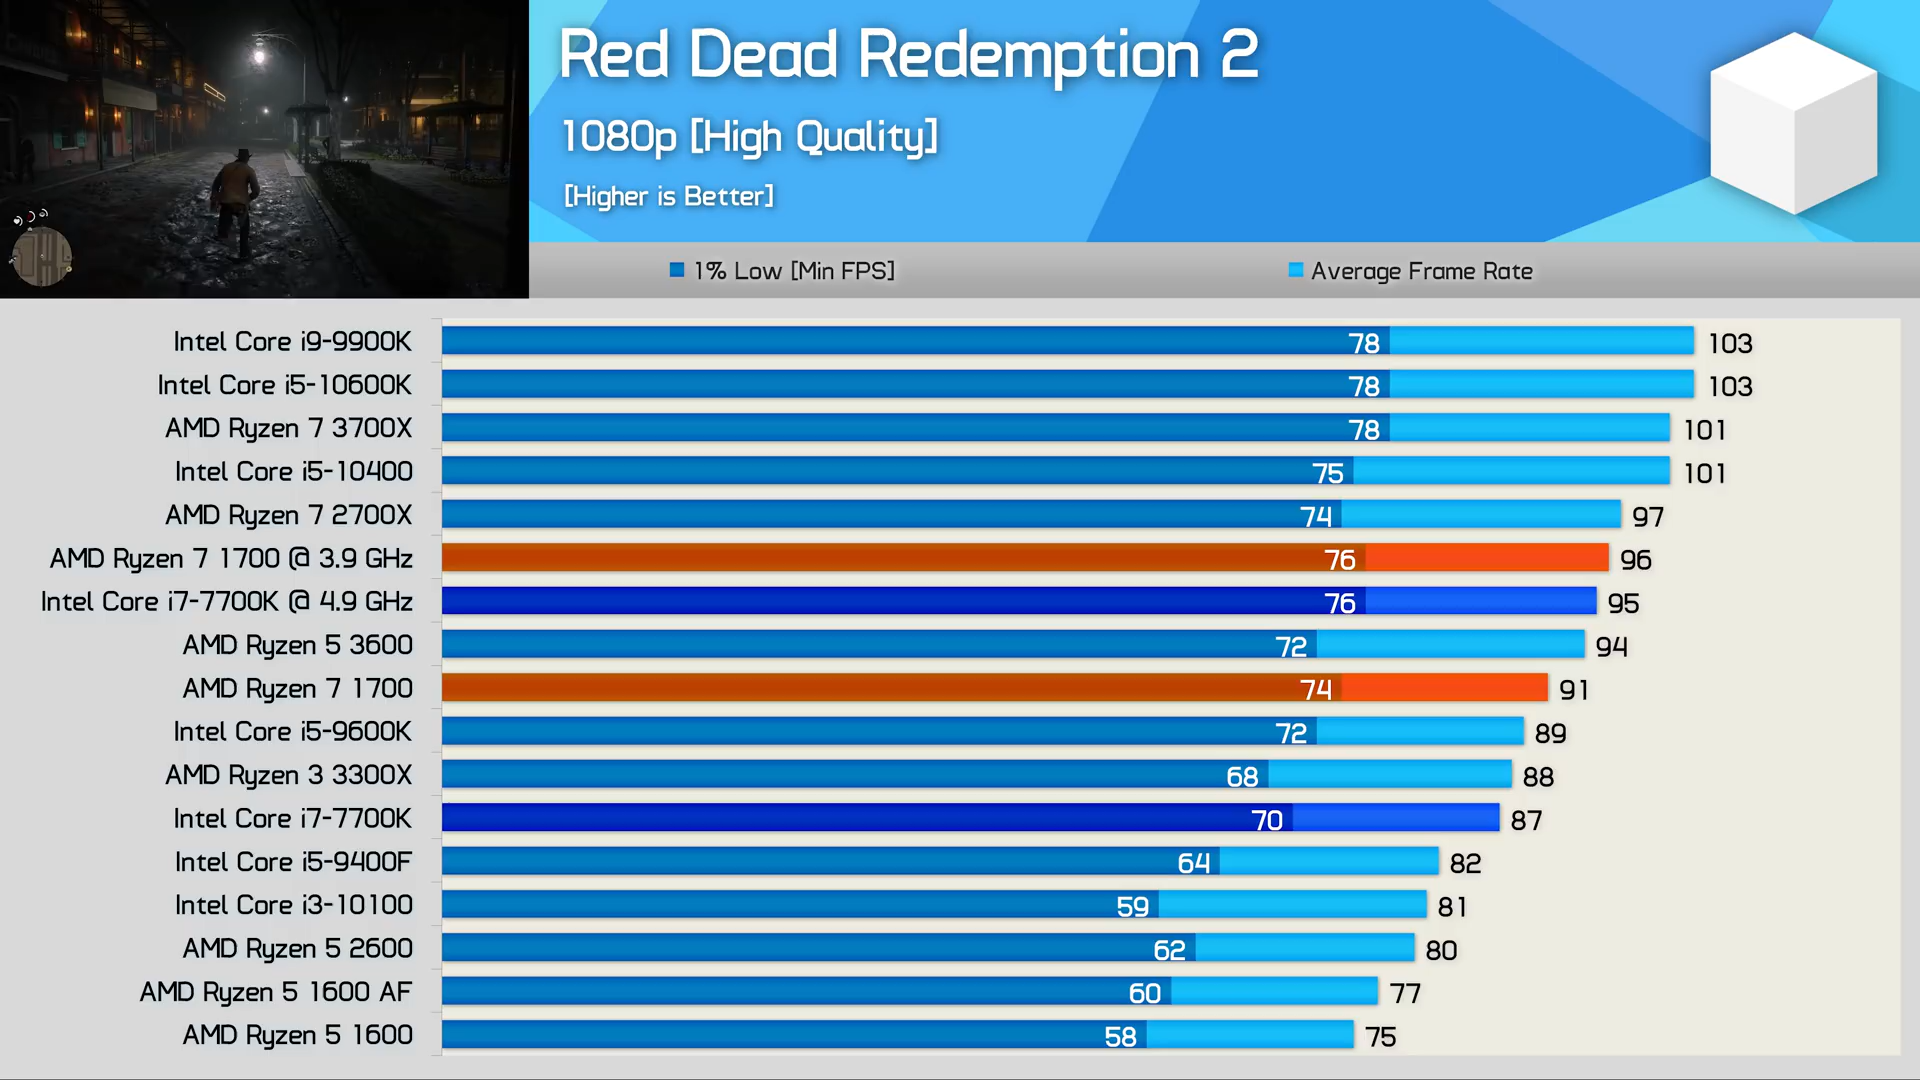 Red Dead Redemption 2
1080p [High Quality]
[Higher is Better]
1% Low [Min FPS] Average Frame Rate
Intel Core i9-9900K 78 103
Intel Core i5-10600K 78 103
AMD Ryzen 7 3700X 78 101
Intel Core i5-10400 75 101
AMD Ryzen 7 2700X 74 97
AMD Ryzen 7 1700 @ 3.9 GHz 76 96
Intel Core i7-7700K @ 4.9 GHz 76 95
AMD Ryzen 5 3600 72 94
AMD Ryzen 7 1700 74 91
Intel Core i5-9600K 72 89
AMD Ryzen 3 3300X 68 88
Intel Core i7-7700K 70 87
Intel Core i5-9400F 64 82
Intel Core i3-10100 59 81
AMD Ryzen 5 2600 62 80
AMD Ryzen 5 1600 AF 60 77
AMD Ryzen 5 1600 58 75